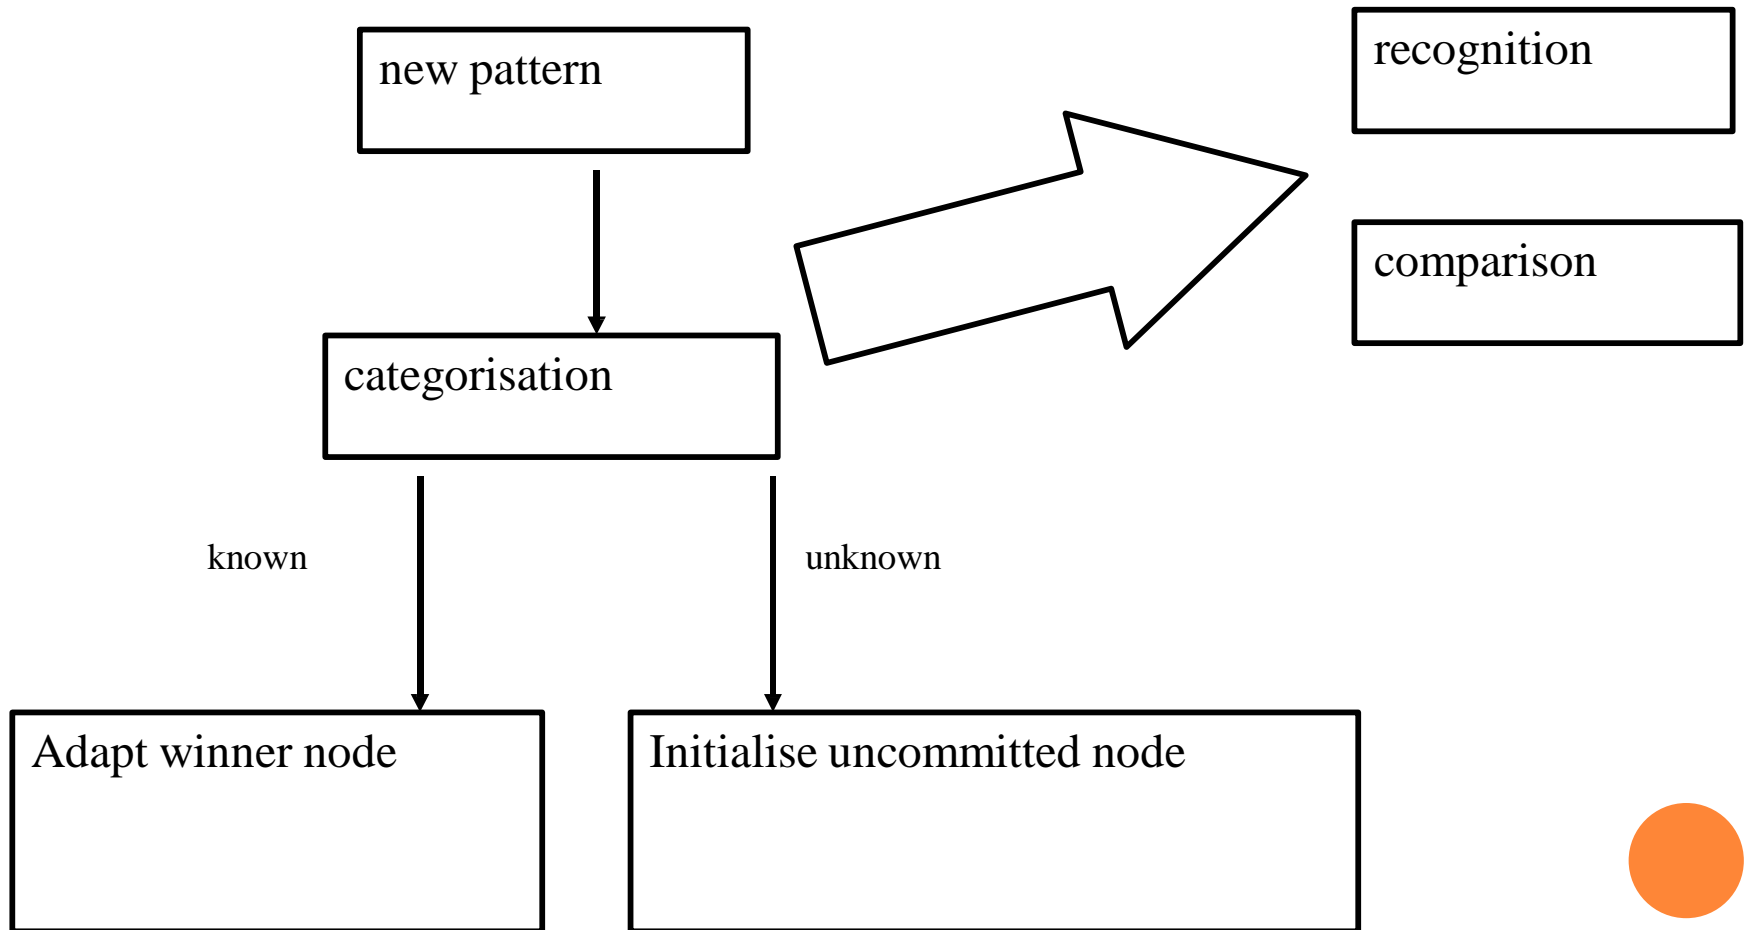 new pattern
recognition
comparison
categorisation
known
unknown
Adapt winner node
Initialise uncommitted node